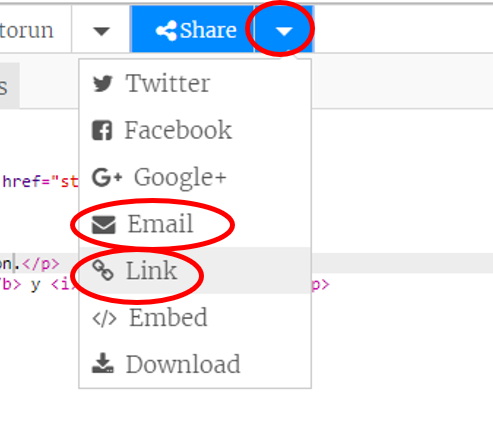 torun Share
s
Twitter
Facebook
Google+
href="st
Email
on.</p>
Link
/b> y <i> p>
</> Embed
Download